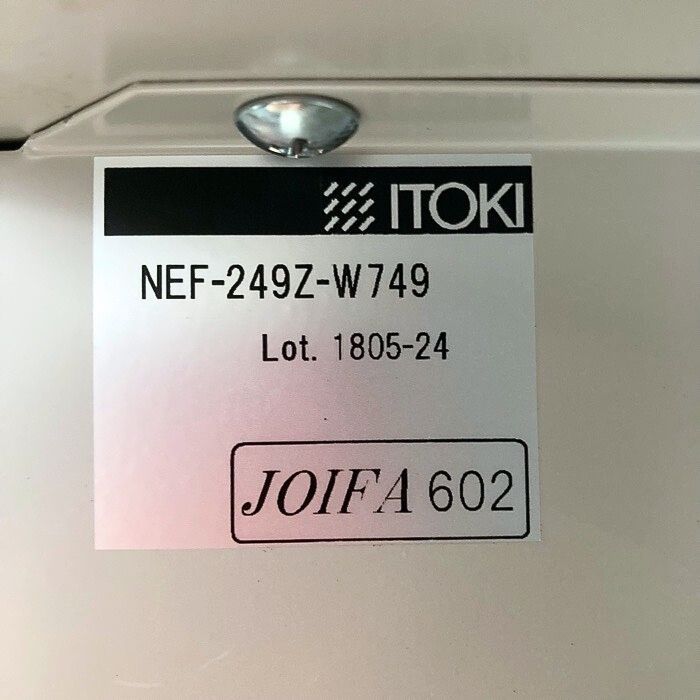 ITOKI
NEF-249Z-W749
Lot. 1805-24
JOIFA 602